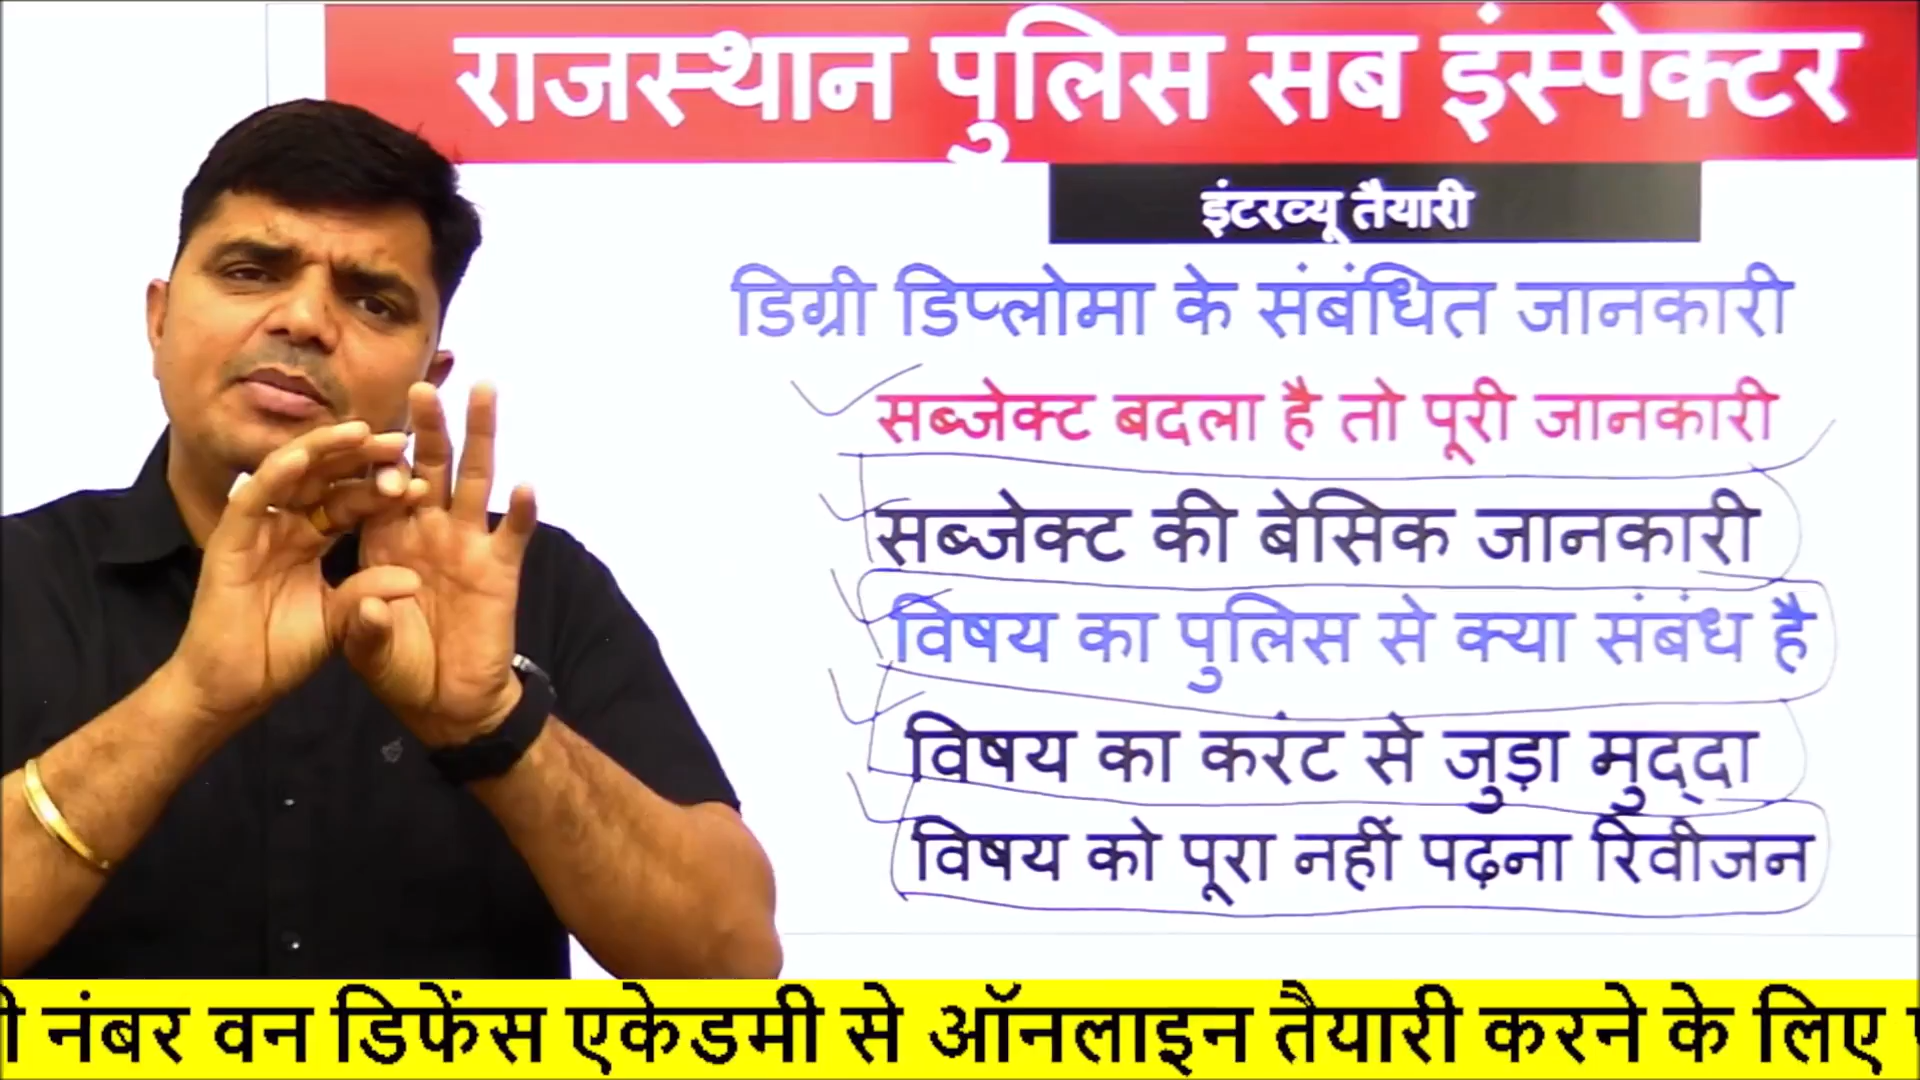 राजस्थान पुलिस सब इंस्पेक्टर
इंटरव्यू तैयारी
डिग्री डिप्लोमा के संबंधित जानकारी
सब्जेक्ट बदला है तो पूरी जानकारी
सब्जेक्ट की बेसिक जानकारी
विषय का पुलिस से क्या संबंध है
विषय का करंट से जुड़ा मुद्दा
विषय को पूरा नहीं पढ़ना रिवीजन
नंबर वन डिफेंस एकेडमी से ऑनलाइन तैयारी करने के लिए